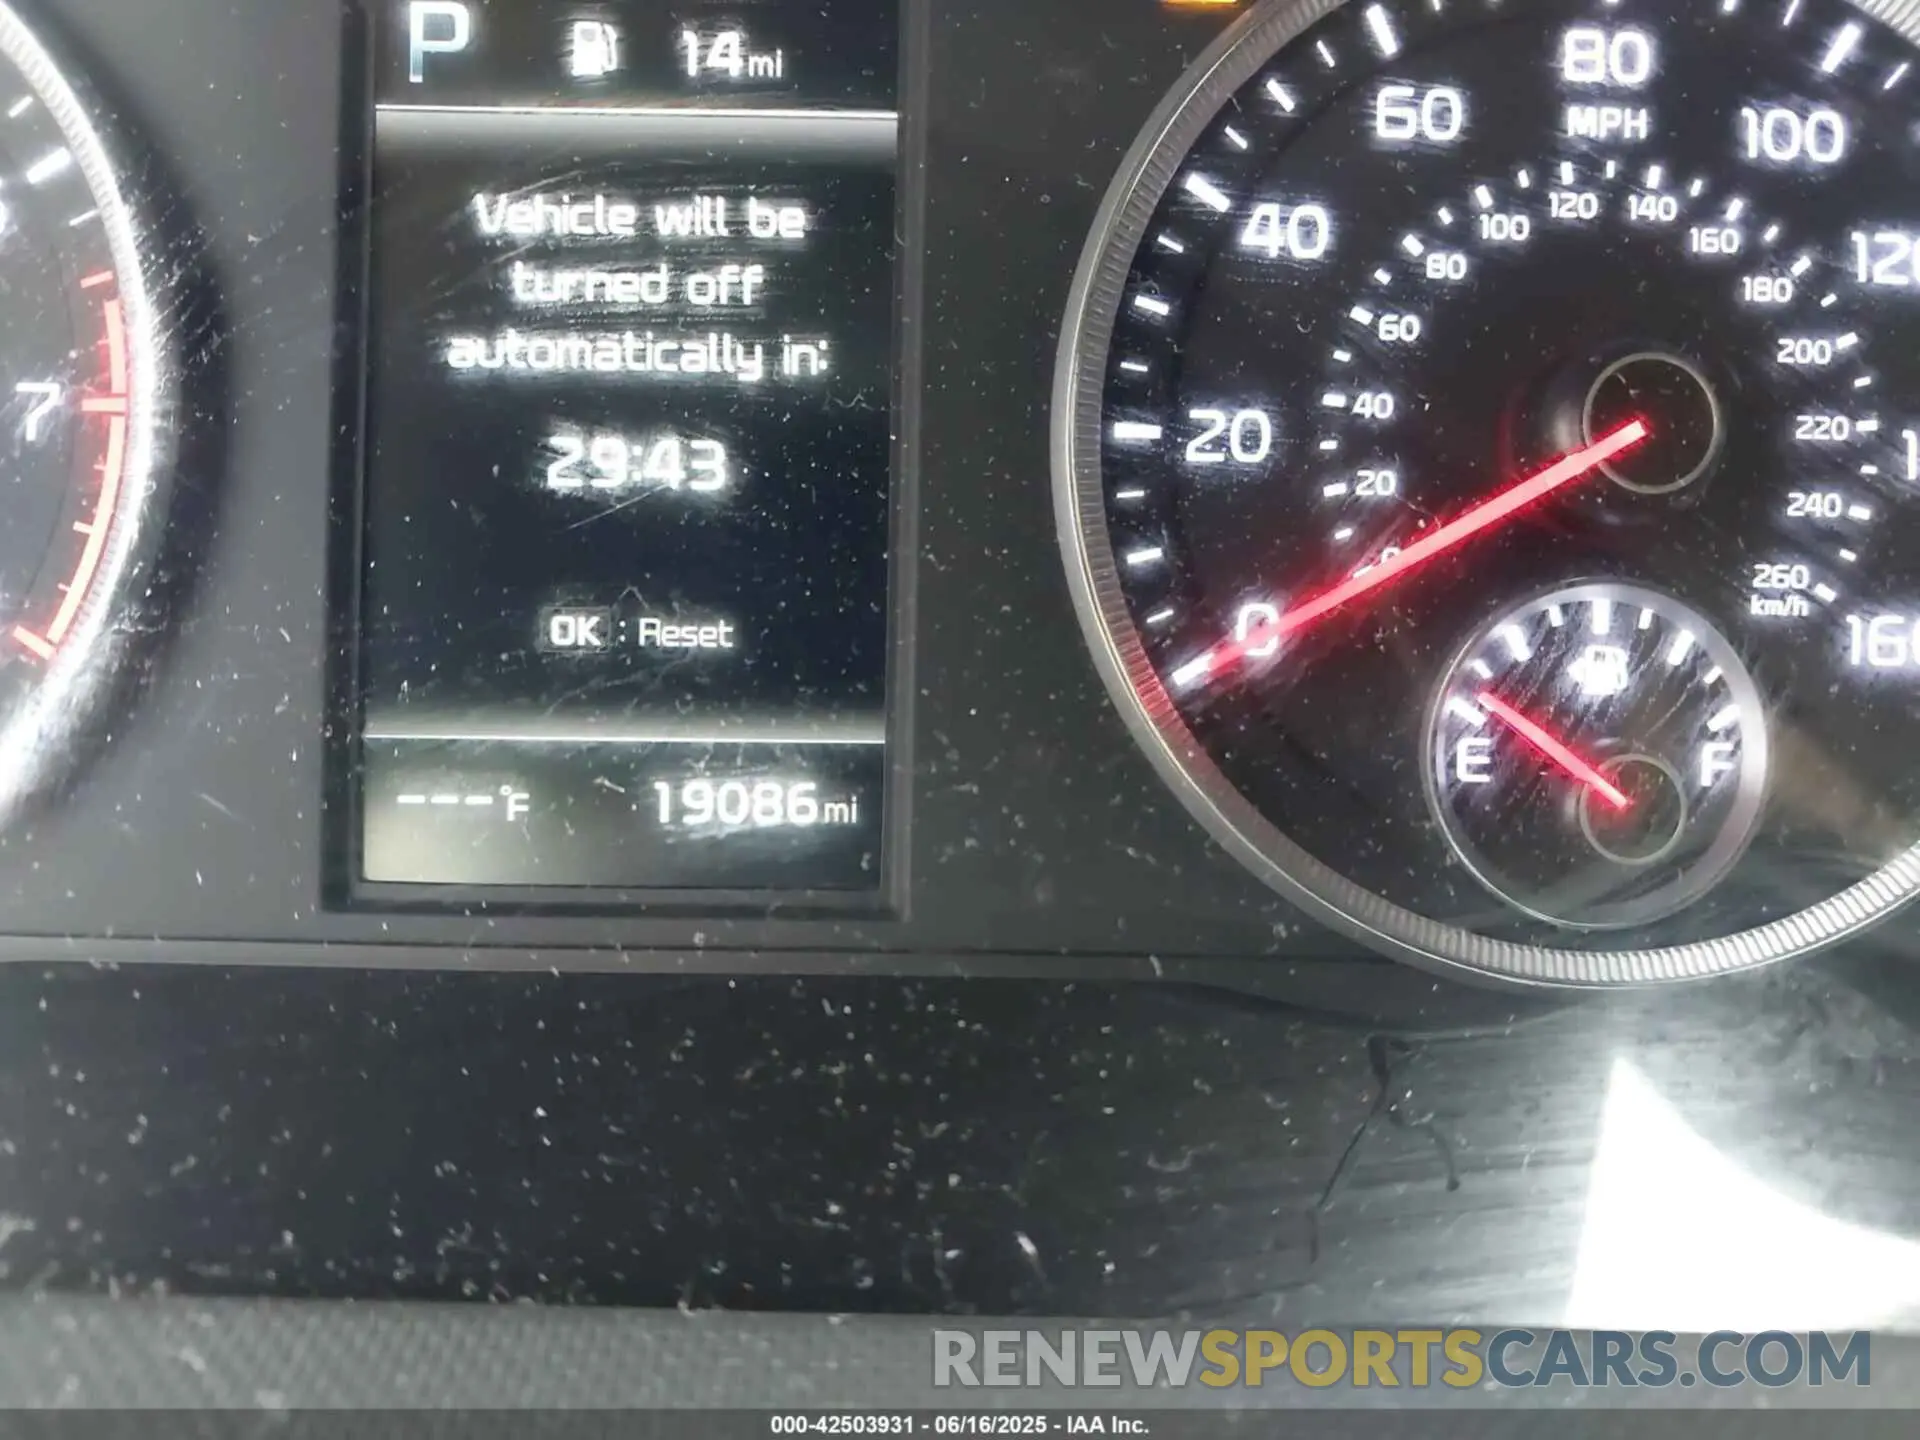 P 14mi
Vehicle will be
turned off
automatically in:
29:43
OK : Reset
---°F 19086mi
7
0 20 40 60 80 100
MPH
0 20 40 60 80 100 120 140 160 180 200 220 240 260
km/h
E F
RENEWSPORTSCARS.COM
000-42503931 - 06/16/2025 - IAA Inc.